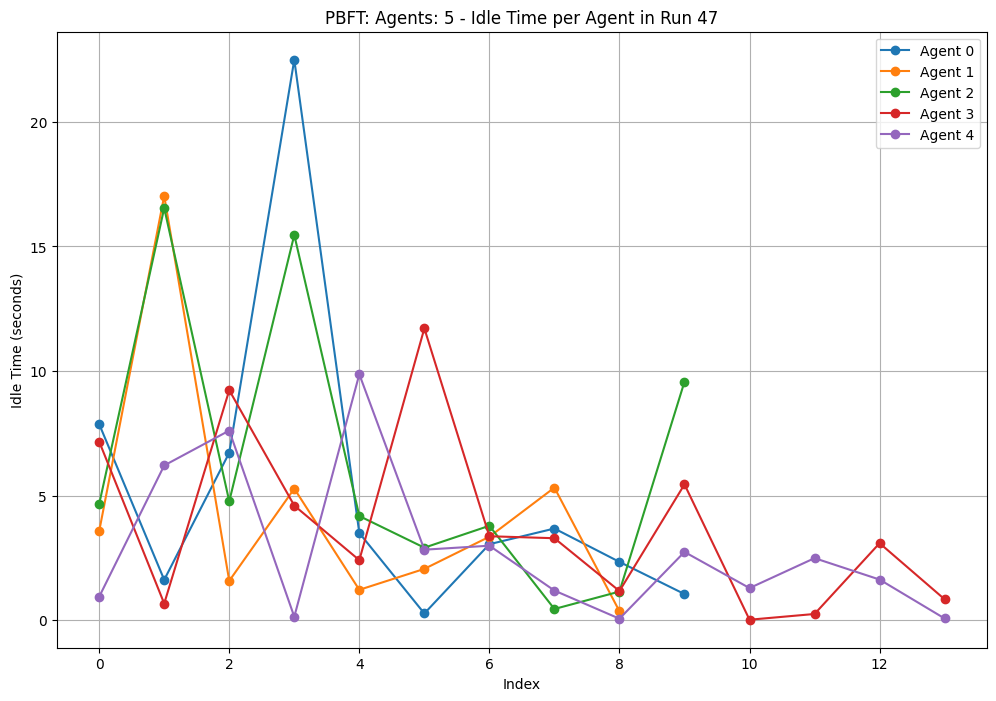 PBFT: Agents: 5 - Idle Time per Agent in Run 47
Agent 0
Agent 1
Agent 2
Agent 3
Agent 4
Idle Time (seconds)
20
15
10
5
0
0 2 4 6 8 10 12
Index